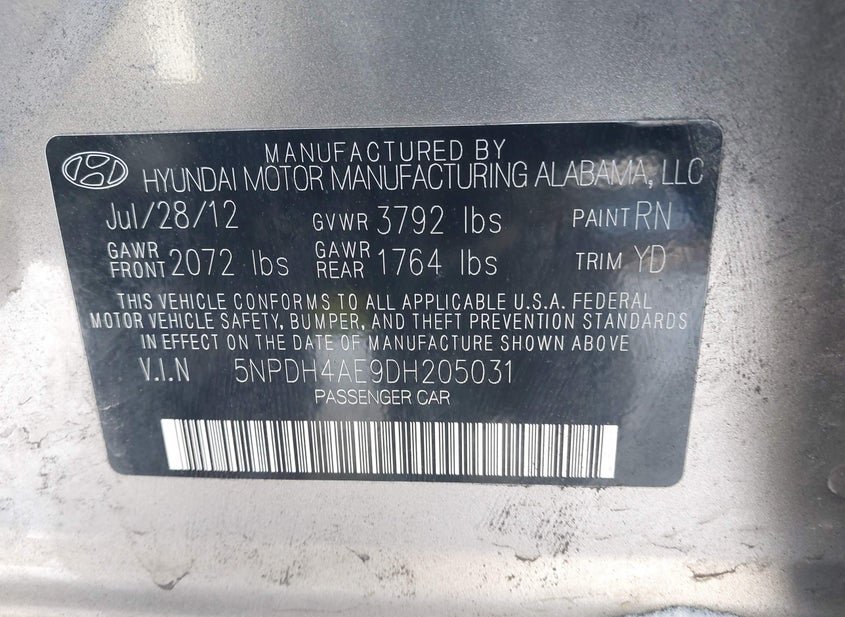 MANUFACTURED BY
HYUNDAI MOTOR MANUFACTURING ALABAMA, LLC
Jul/28/12 GVWR 3792 lbs PAINT RN
GAWR FRONT 2072 lbs GAWR REAR 1764 lbs TRIM YD
THIS VEHICLE CONFORMS TO ALL APPLICABLE U.S.A. FEDERAL
MOTOR VEHICLE SAFETY, BUMPER, AND THEFT PREVENTION STANDARDS
IN EFFECT ON THE DATE OF MANUFACTURE SHOWN ABOVE
V.I.N 5NPDH4AE9DH205031
PASSENGER CAR